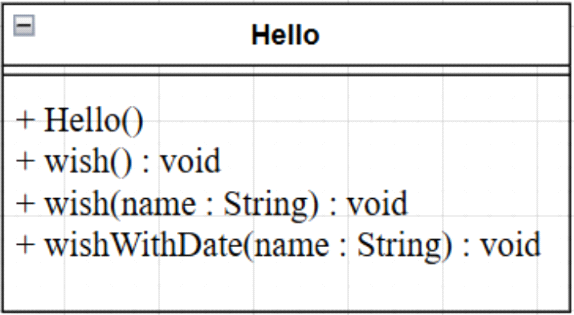 Hello
+ Hello()
+ wish() : void
+ wish(name : String) : void
+ wishWithDate(name : String) : void